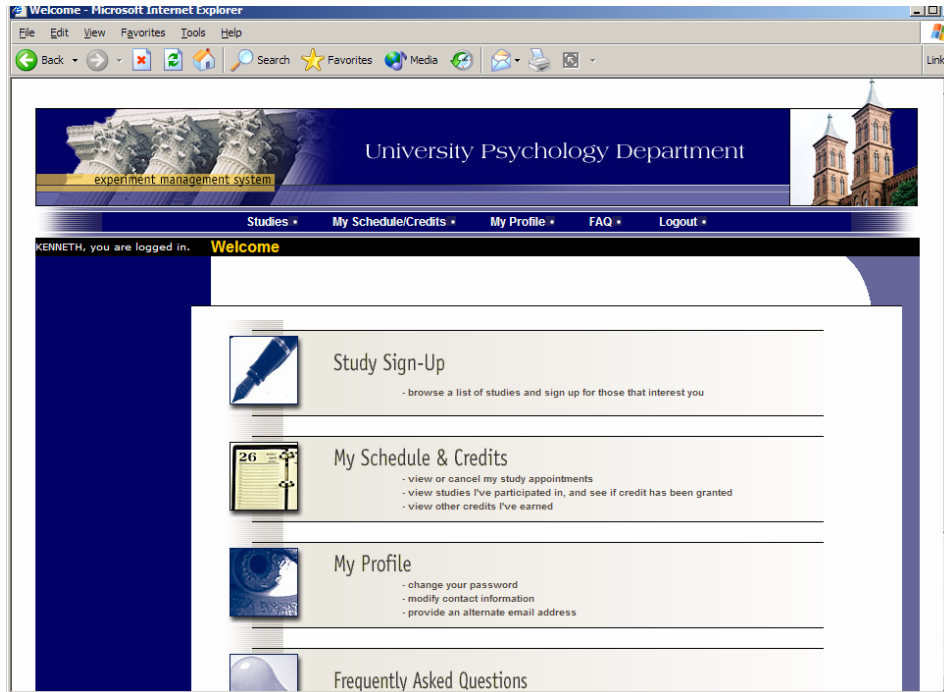 Welcome - Microsoft Internet Explorer
File Edit View Favorites Tools Help
Back Search Favorites Media Link
University Psychology Department
experiment management system
Studies My Schedule/Credits My Profile FAQ Logout
KENNETH, you are logged in. Welcome
Study Sign-Up
- browse a list of studies and sign up for those that interest you
26
My Schedule & Credits
- view or cancel my study appointments
- view studies I've participated in, and see if credit has been granted
- view other credits I've earned
My Profile
- change your password
- modify contact information
- provide an alternate email address
Frequently Asked Questions